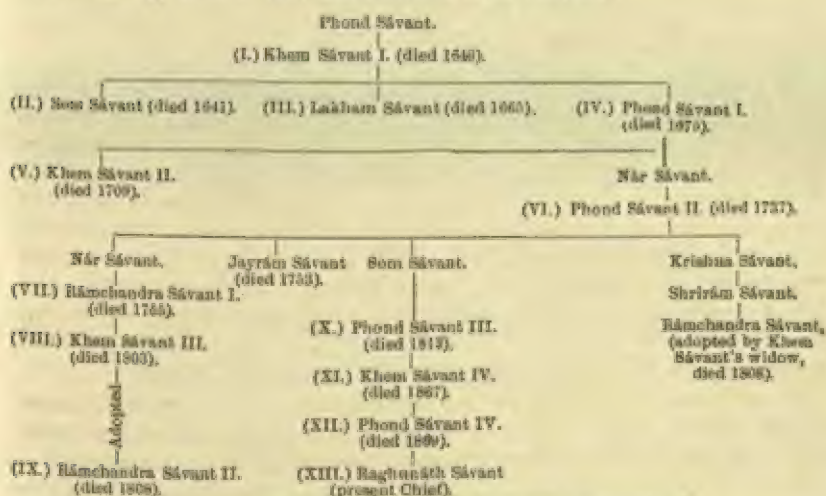 Phond Sávant.
(I.) Khem Sávant I. (died 1640).
(II.) Som Sávant (died 1641). (III.) Lakham Sávant (died 1665). (IV.) Phond Sávant I.
(died 1675).
(V.) Khem Sávant II.
(died 1709).
Nár Sávant.
(VI.) Phond Sávant II. (died 1737).
Nár Sávant. Jayrám Sávant Som Sávant. Krishna Sávant.
(died 1753).
(VII.) Rámchandra Sávant I.
(died 1755).
Shrirám Sávant.
(VIII.) Khem Sávant III.
(died 1803).
(X.) Phond Sávant III.
(died 1812).
Rámchandra Sávant,
(adopted by Khem
Sávant's widow,
died 1808).
(XI.) Khem Sávant IV.
(died 1867).
Adopted
(XII.) Phond Sávant IV.
(died 1869).
(IX.) Rámchandra Sávant II.
(died 1808).
(XIII.) Raghunáth Sávant
(present Chief).